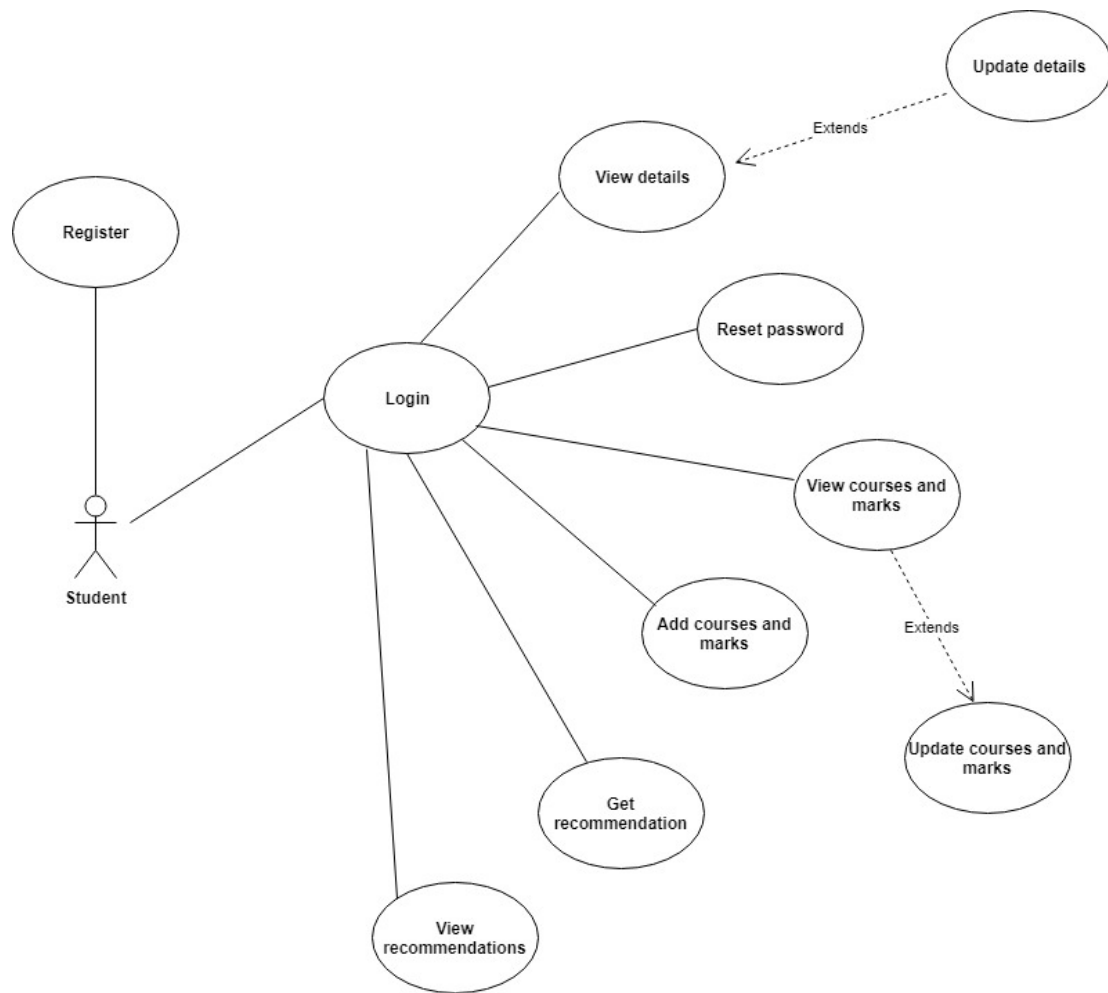 Update details
Extends
View details
Register
Reset password
Login
View courses and
marks
Student
Add courses and
marks
Extends
Update courses and
marks
Get
recommendation
View
recommendations